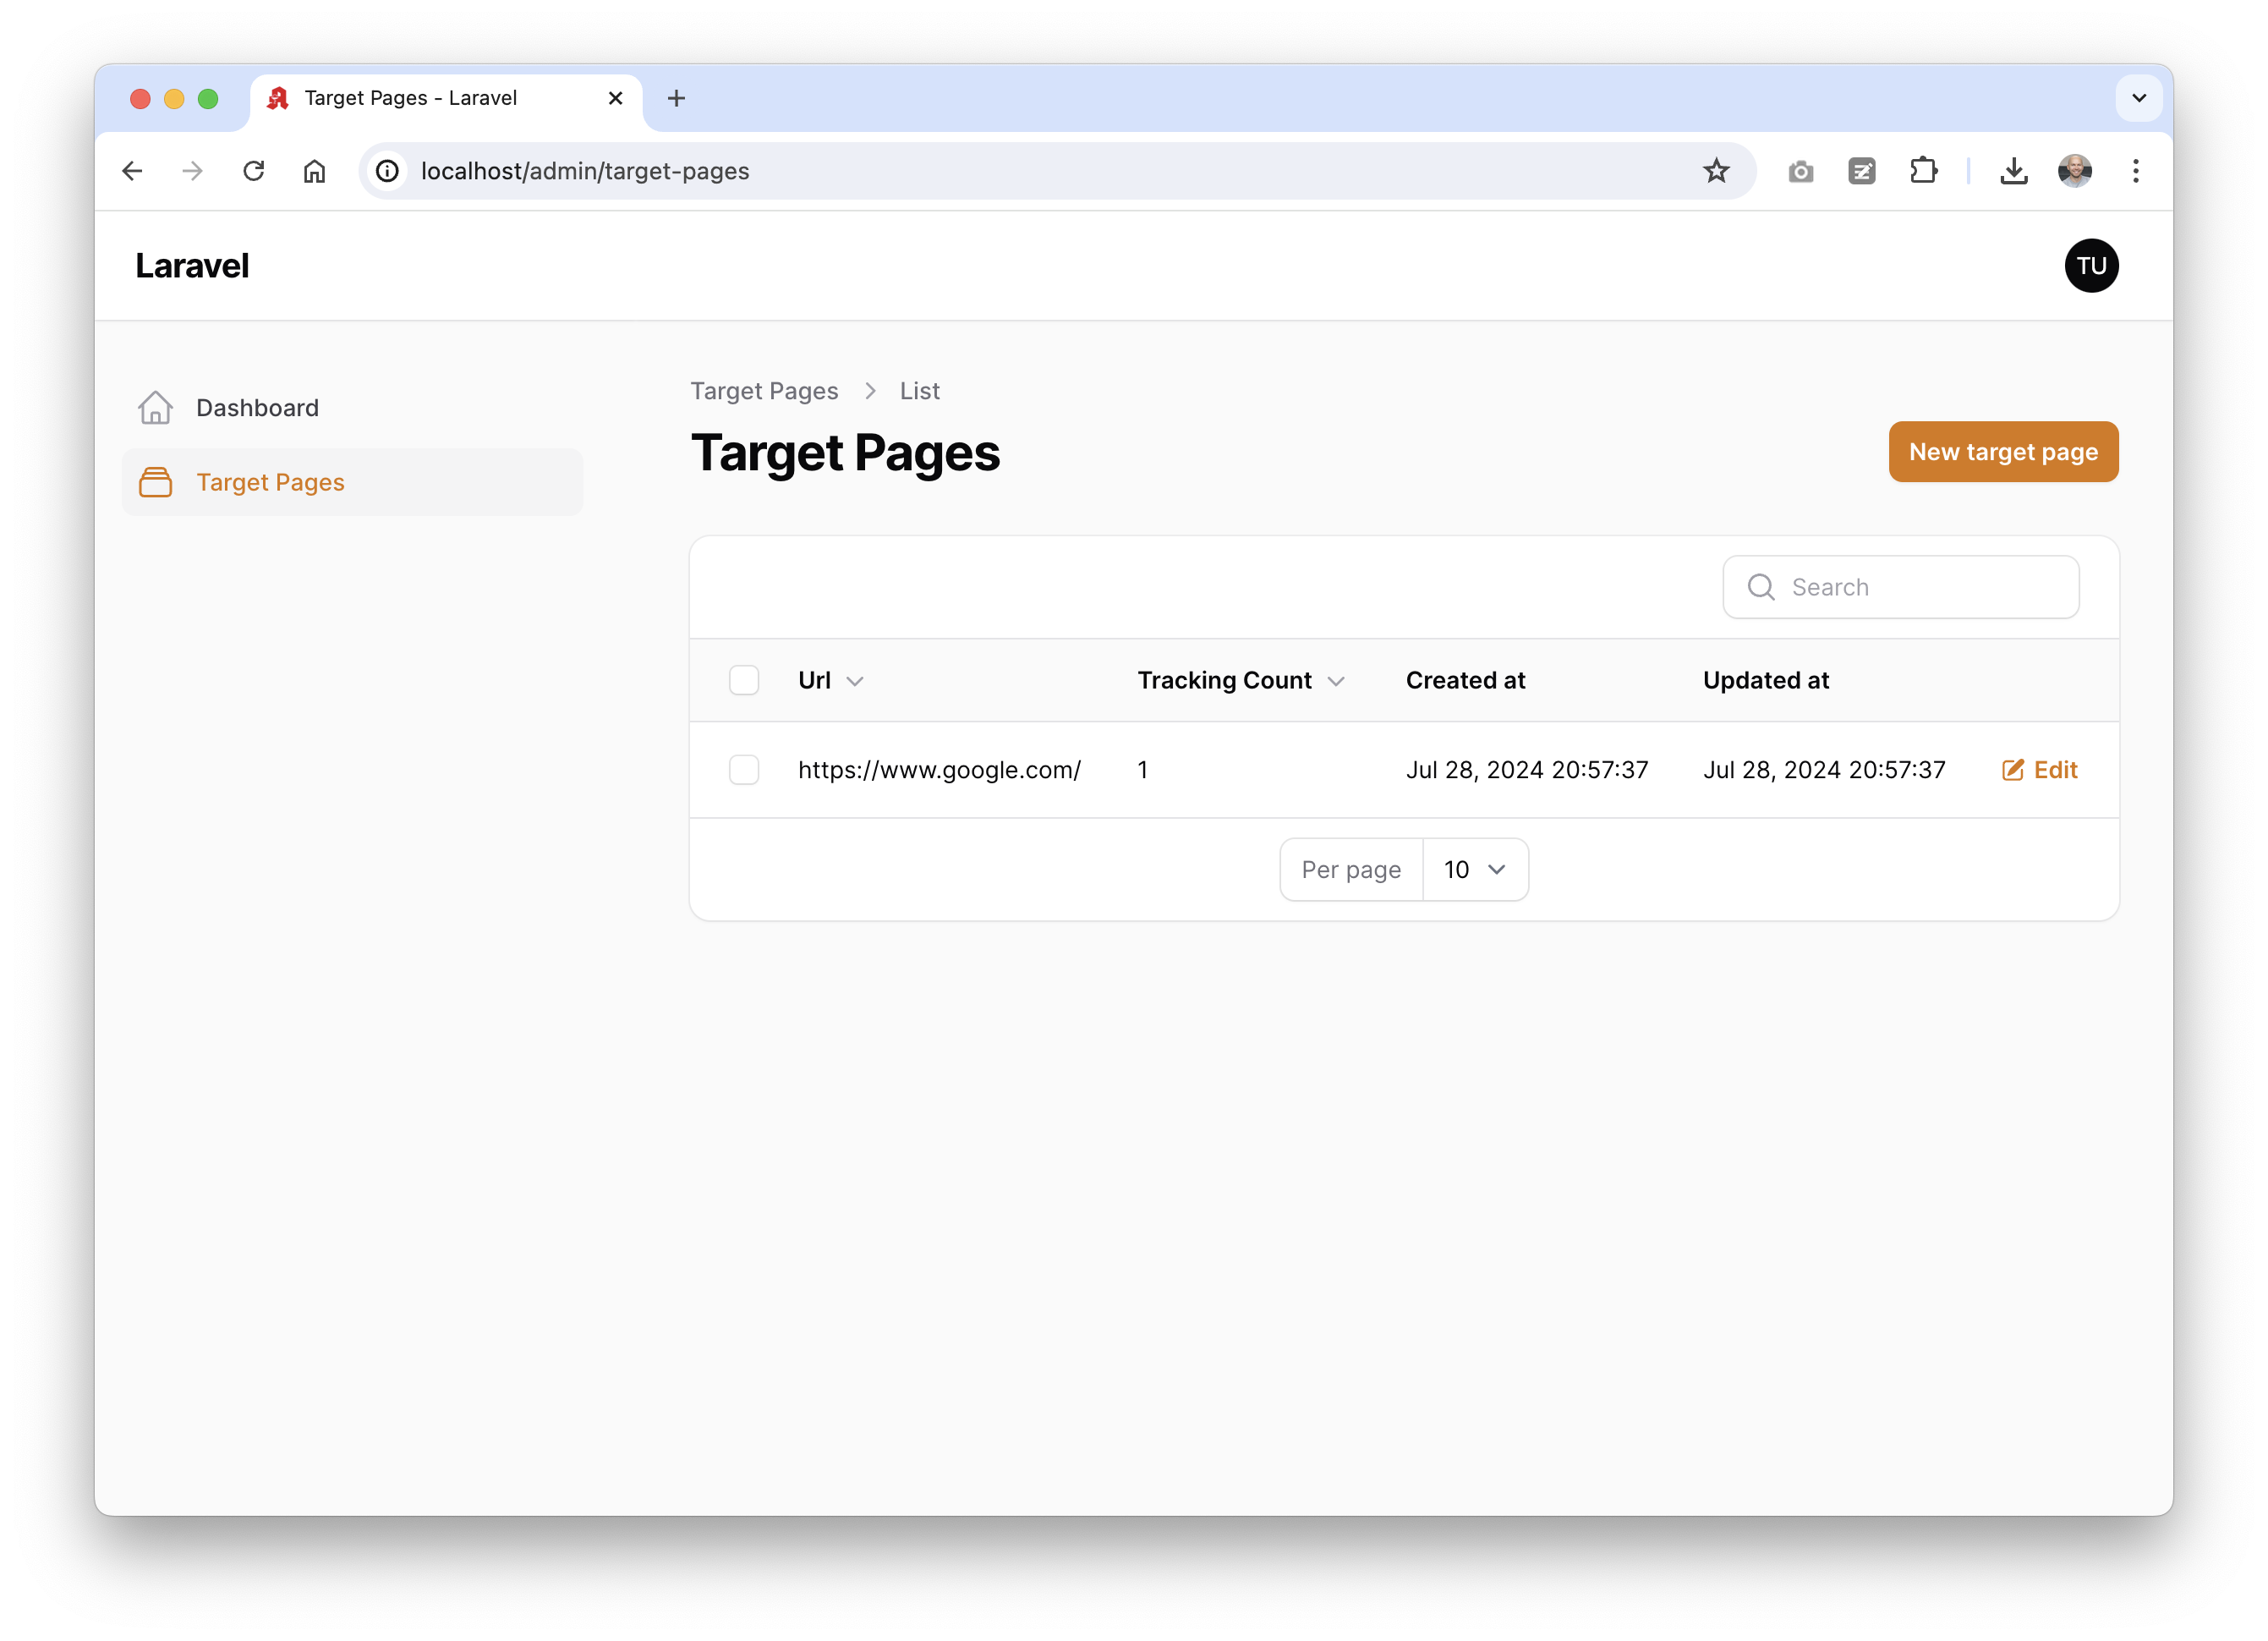 Target Pages - Laravel
localhost/admin/target-pages
Laravel
TU
Dashboard
Target Pages
Target Pages > List
Target Pages
New target page
Search
Url Tracking Count Created at Updated at
https://www.google.com/ 1 Jul 28, 2024 20:57:37 Jul 28, 2024 20:57:37 Edit
Per page 10